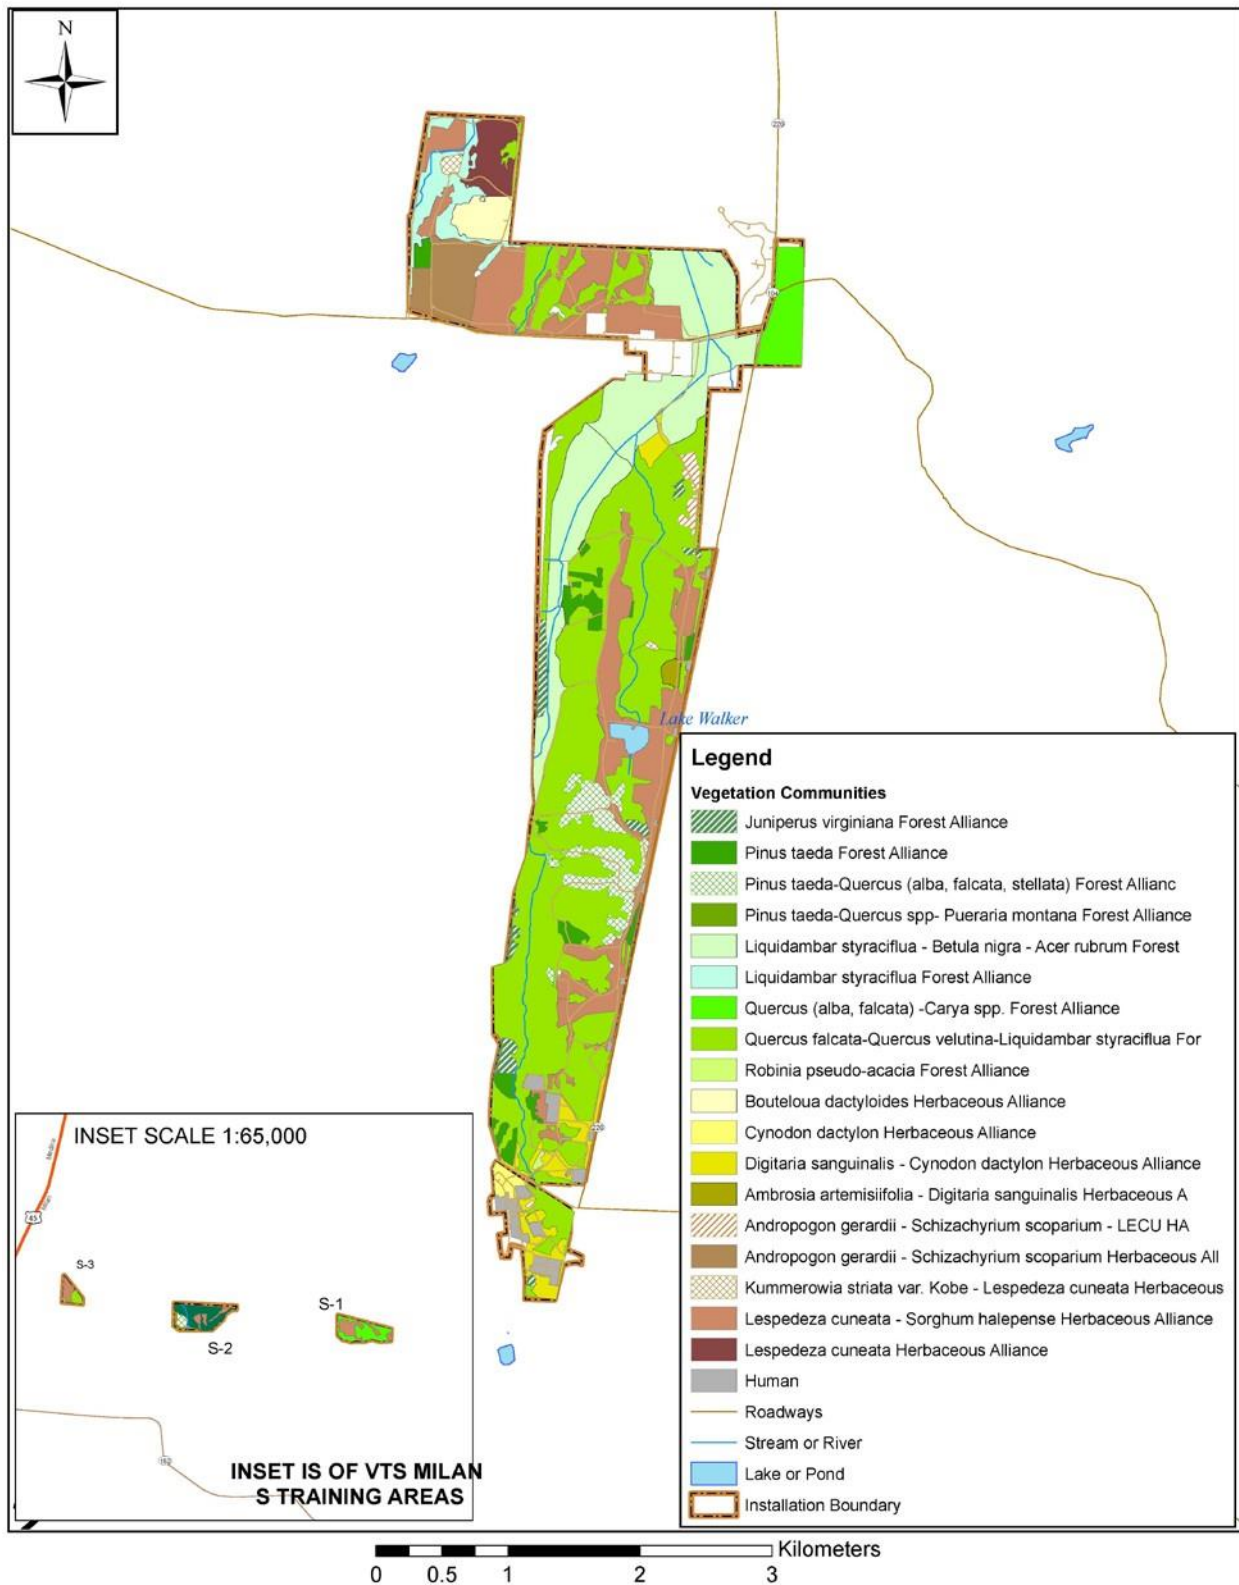 N
220
104
Lake Walker
220
Legend
Vegetation Communities
Juniperus virginiana Forest Alliance
Pinus taeda Forest Alliance
Pinus taeda-Quercus (alba, falcata, stellata) Forest Allianc
Pinus taeda-Quercus spp- Pueraria montana Forest Alliance
Liquidambar styraciflua - Betula nigra - Acer rubrum Forest
Liquidambar styraciflua Forest Alliance
Quercus (alba, falcata) -Carya spp. Forest Alliance
Quercus falcata-Quercus velutina-Liquidambar styraciflua For
Robinia pseudo-acacia Forest Alliance
Bouteloua dactyloides Herbaceous Alliance
Cynodon dactylon Herbaceous Alliance
Digitaria sanguinalis - Cynodon dactylon Herbaceous Alliance
Ambrosia artemisiifolia - Digitaria sanguinalis Herbaceous A
Andropogon gerardii - Schizachyrium scoparium - LECU HA
Andropogon gerardii - Schizachyrium scoparium Herbaceous All
Kummerowia striata var. Kobe - Lespedeza cuneata Herbaceous
Lespedeza cuneata - Sorghum halepense Herbaceous Alliance
Lespedeza cuneata Herbaceous Alliance
Human
Roadways
Stream or River
Lake or Pond
Installation Boundary
INSET SCALE 1:65,000
Medina
Milan
45
S-3
S-2
S-1
INSET IS OF VTS MILAN
S TRAINING AREAS
Kilometers
0 0.5 1 2 3